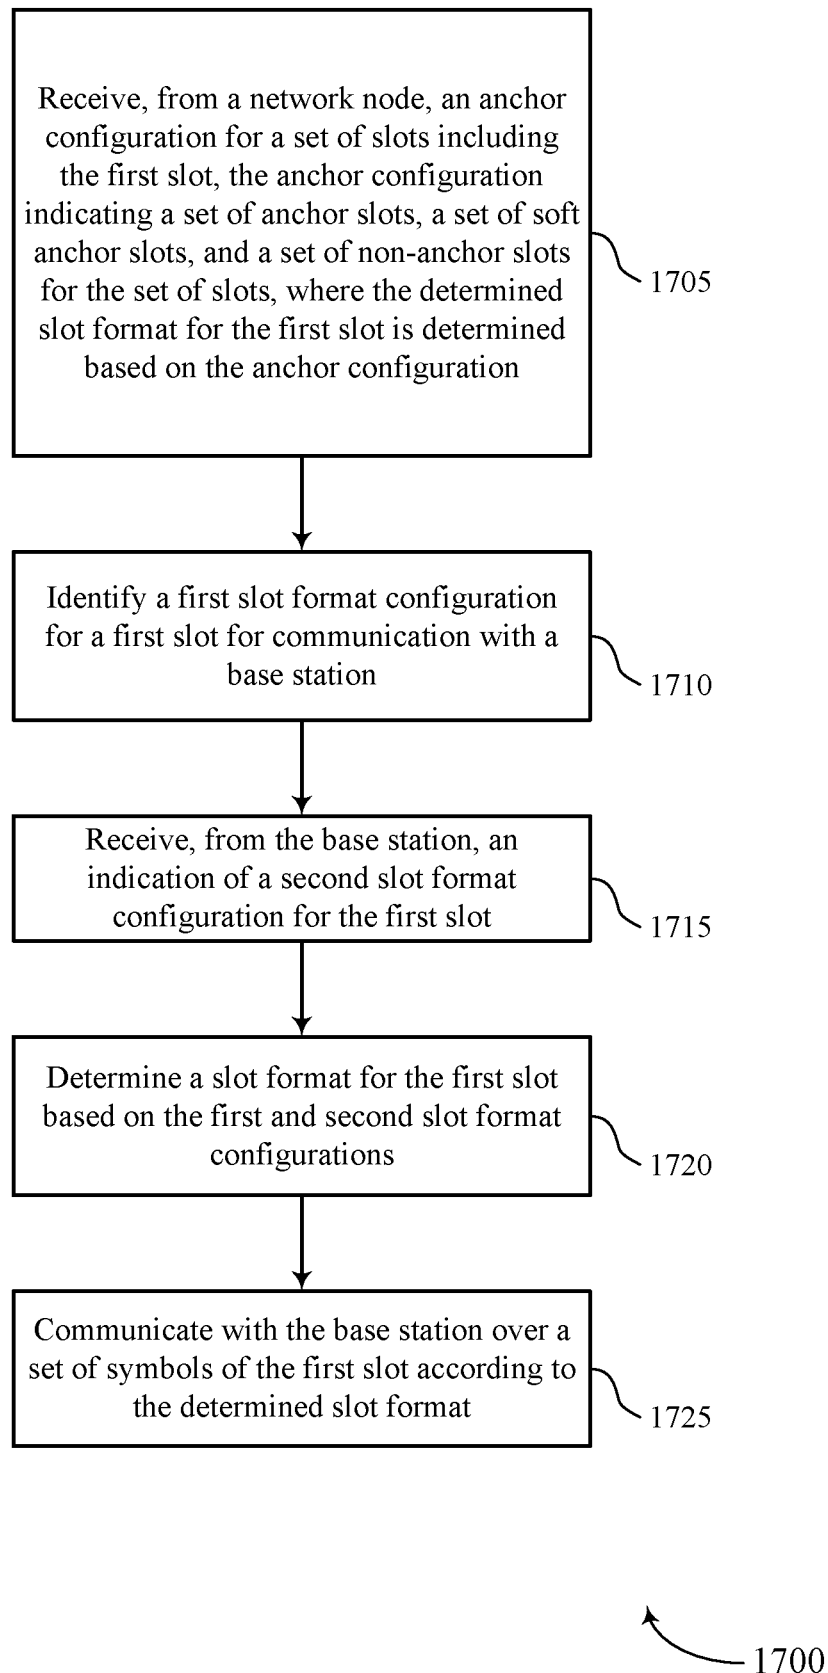 Receive, from a network node, an anchor
configuration for a set of slots including
the first slot, the anchor configuration
indicating a set of anchor slots, a set of soft
anchor slots, and a set of non-anchor slots
for the set of slots, where the determined
slot format for the first slot is determined
based on the anchor configuration
1705
Identify a first slot format configuration
for a first slot for communication with a
base station
1710
Receive, from the base station, an
indication of a second slot format
configuration for the first slot
1715
Determine a slot format for the first slot
based on the first and second slot format
configurations
1720
Communicate with the base station over a
set of symbols of the first slot according to
the determined slot format
1725
1700